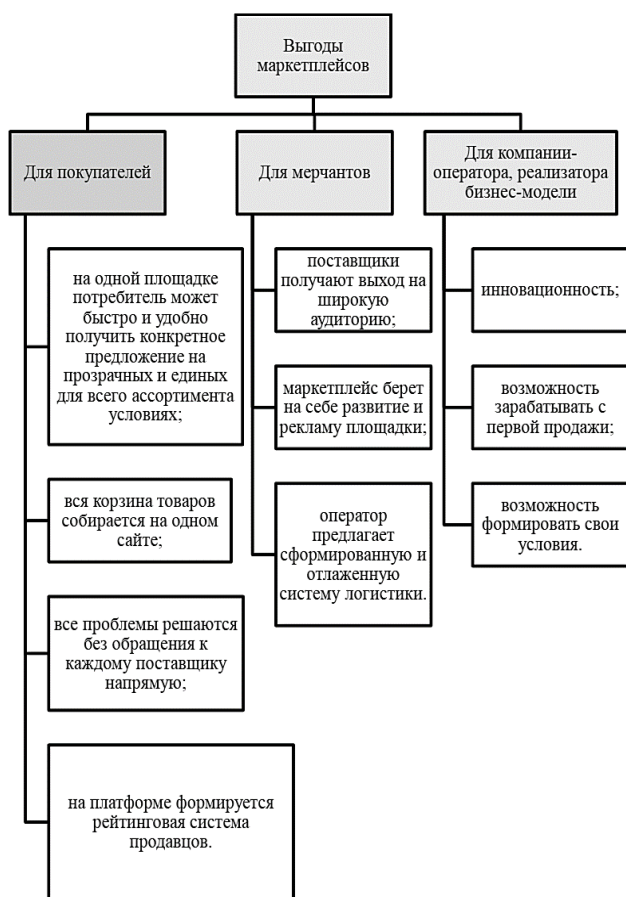 Выгоды
маркетплейсов
Для покупателей
на одной площадке
потребитель может
быстро и удобно
получить конкретное
предложение на
прозрачных и единых
для всего ассортимента
условиях;
вся корзина товаров
собирается на одном
сайте;
все проблемы решаются
без обращения к
каждому поставщику
напрямую;
на платформе формируется
рейтинговая система
продавцов.
Для мерчантов
поставщики
получают выход на
широкую
аудиторию;
маркетплейс берет
на себе развитие и
рекламу площадки;
оператор
предлагает
сформированную и
отлаженную
систему логистики.
Для компании-
оператора, реализатора
бизнес-модели
инновационность;
возможность
зарабатывать с
первой продажи;
возможность
формировать свои
условия.